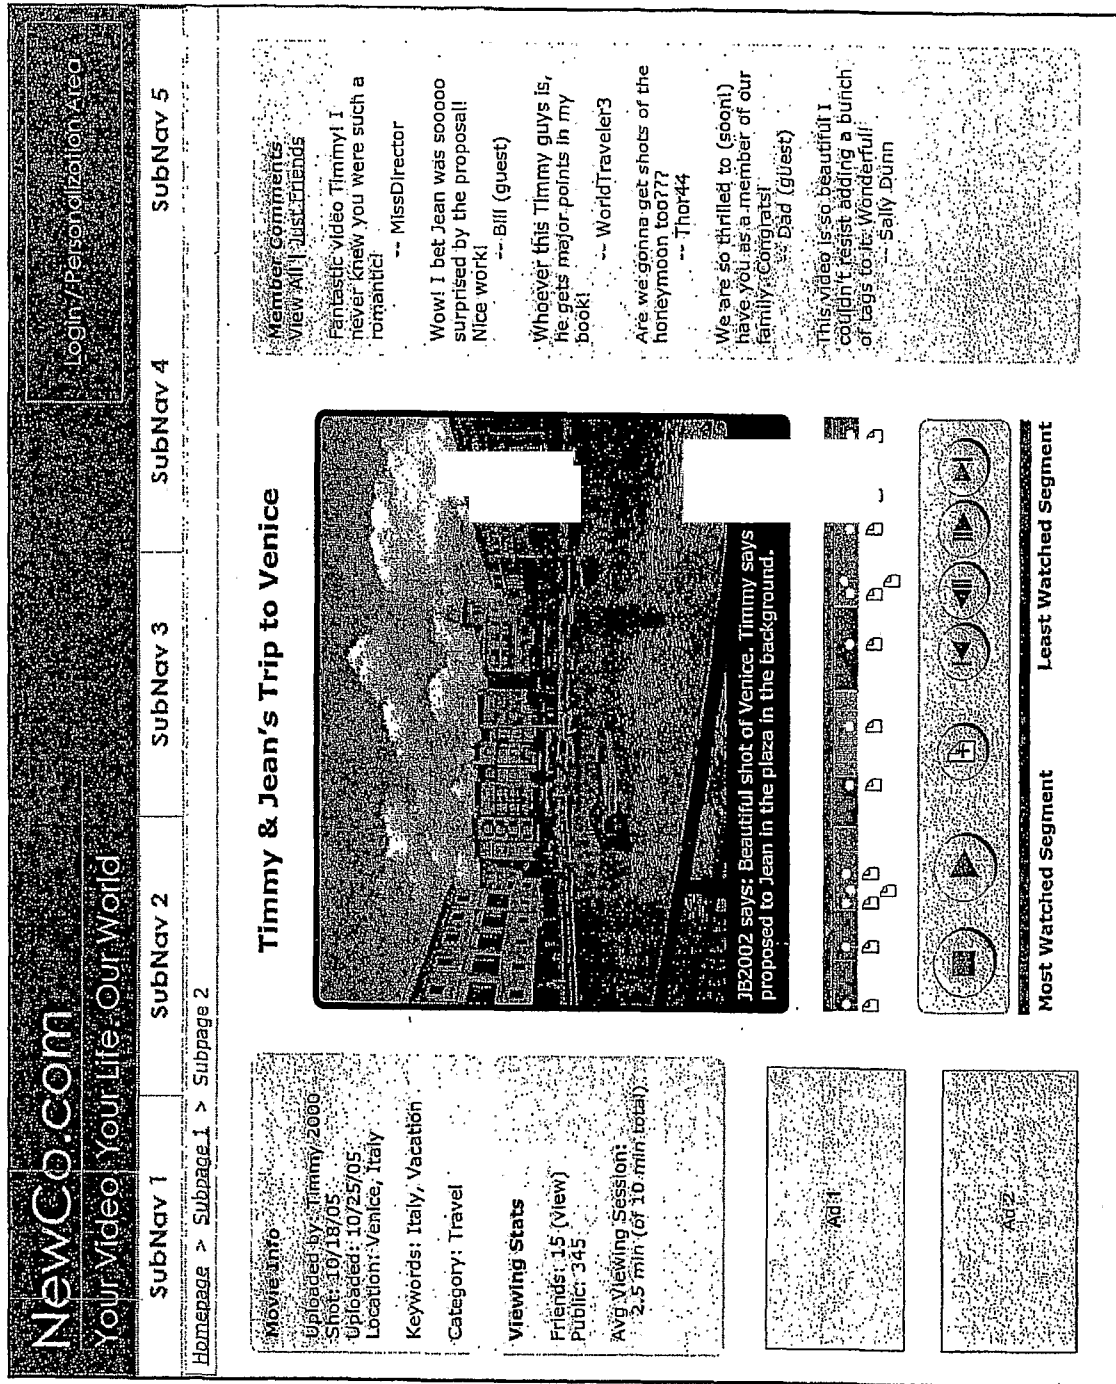 NewCo.com
Your Video. Your Life. Our World.
Login/Personalization Area
SubNav 1
SubNav 2
SubNav 3
SubNav 4
SubNav 5
Homepage > Subpage 1 > Subpage 2
Movie Info
Uploaded by: Timmy2000
Shot: 10/18/05
Uploaded: 10/25/05
Location: Venice, Italy
Keywords: Italy, Vacation
Category: Travel
Viewing Stats
Friends: 15 (view)
Public: 345
Avg Viewing Session:
2.5 min (of 10 min total)
Ad1
Ad2
Timmy & Jean's Trip to Venice
JB2002 says: Beautiful shot of Venice. Timmy says
proposed to Jean in the plaza in the background.
Most Watched Segment
Least Watched Segment
Member Comments
View All | Just Friends
Fantastic video Timmy! I
never knew you were such a
romantic!
-- MissDirector
Wow! I bet Jean was sooooo
surprised by the proposal!
Nice work!
-- Bill (guest)
Whoever this Timmy guys is,
he gets major points in my
book!
-- WorldTraveler3
Are we gonna get shots of the
honeymoon too???
-- Thor44
We are so thrilled to (soon!)
have you as a member of our
family. Congrats!
-- Dad (guest)
This video is so beautiful I
couldn't resist adding a bunch
of tags to it. Wonderful!
-- Sally Dunn